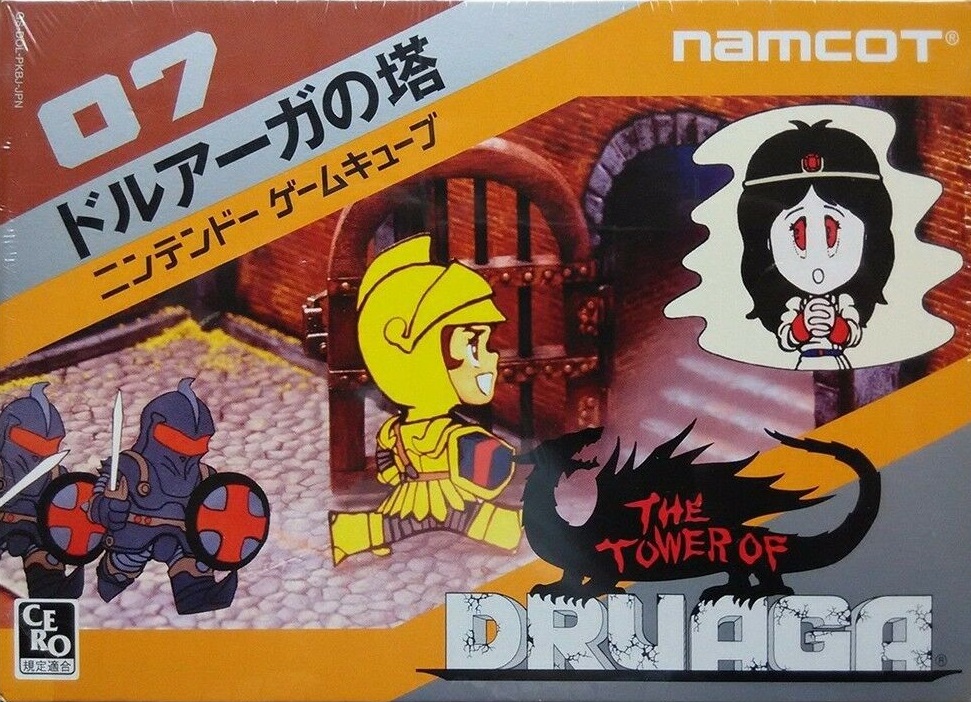 07
namcoT®
ドルアーガの塔
ニンテンドーゲームキューブ
THE
TOWER OF
DRUAGA®
CERO
規定適合